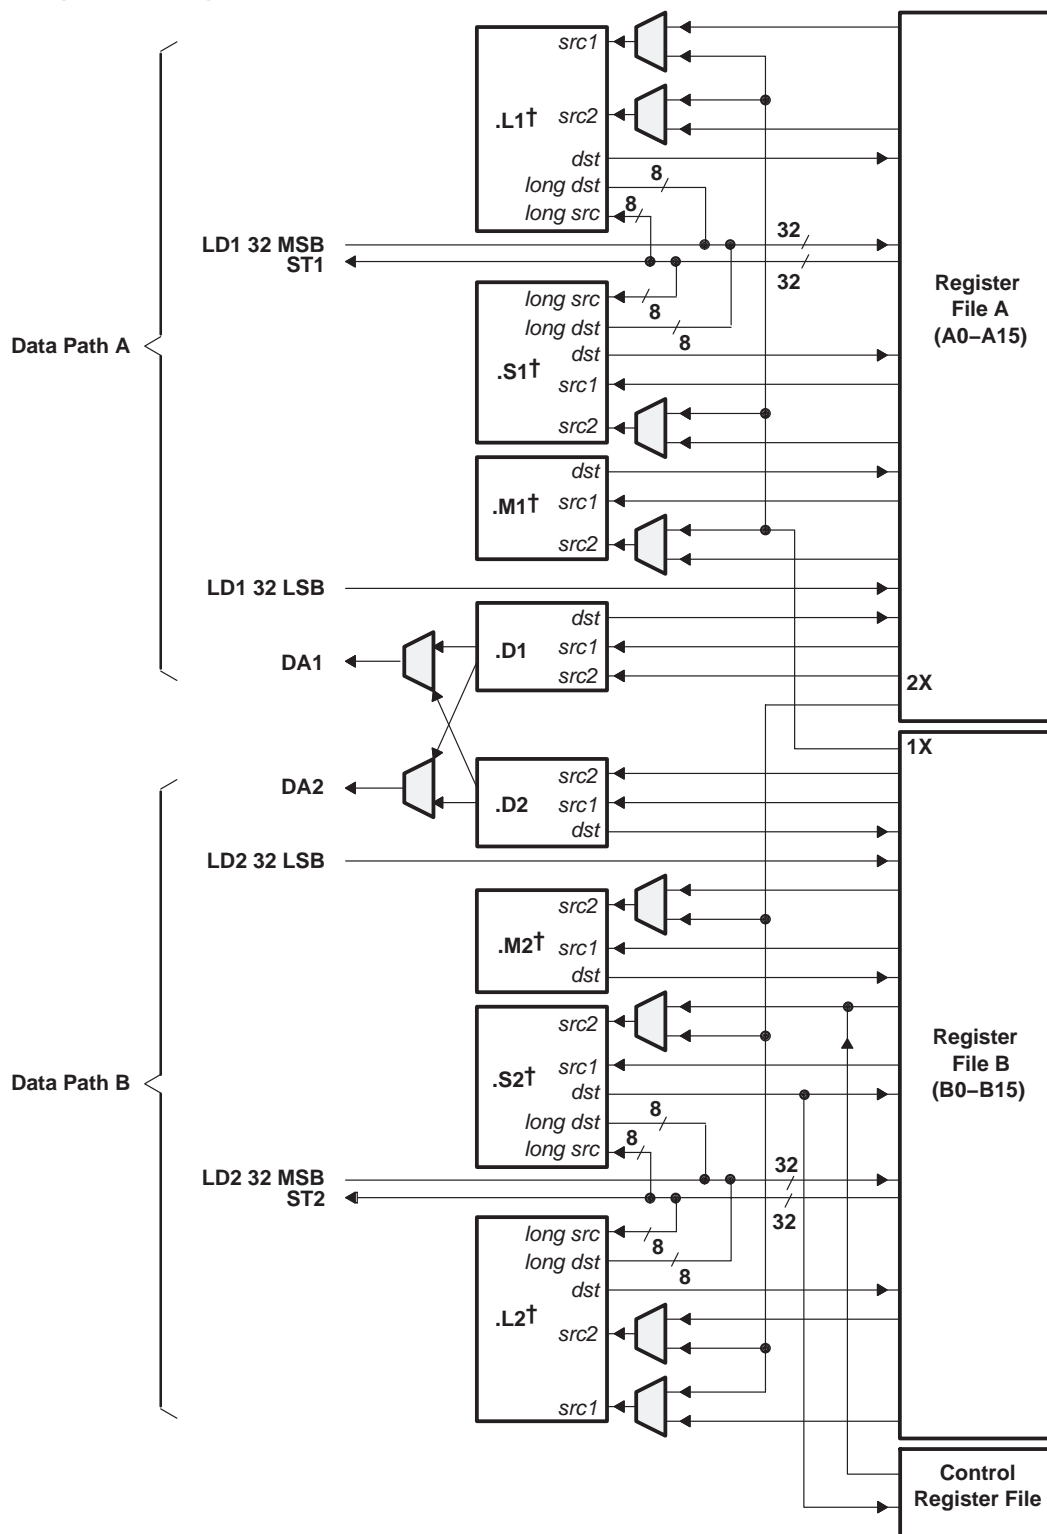 src1
.L1†
src2
dst
8
long dst
8
long src
LD1 32 MSB
32
ST1
32
Register
File A
(A0–A15)
long src
8
long dst
8
Data Path A
dst
.S1†
src1
src2
dst
.M1†
src1
src2
LD1 32 LSB
dst
.D1
src1
DA1
src2
2X
1X
DA2
src2
.D2
src1
dst
LD2 32 LSB
src2
.M2†
src1
dst
src2
Register
File B
(B0–B15)
src1
.S2†
Data Path B
dst
8
long dst
8
long src
LD2 32 MSB
32
ST2
32
long src
8
long dst
8
dst
.L2†
src2
src1
Control
Register File